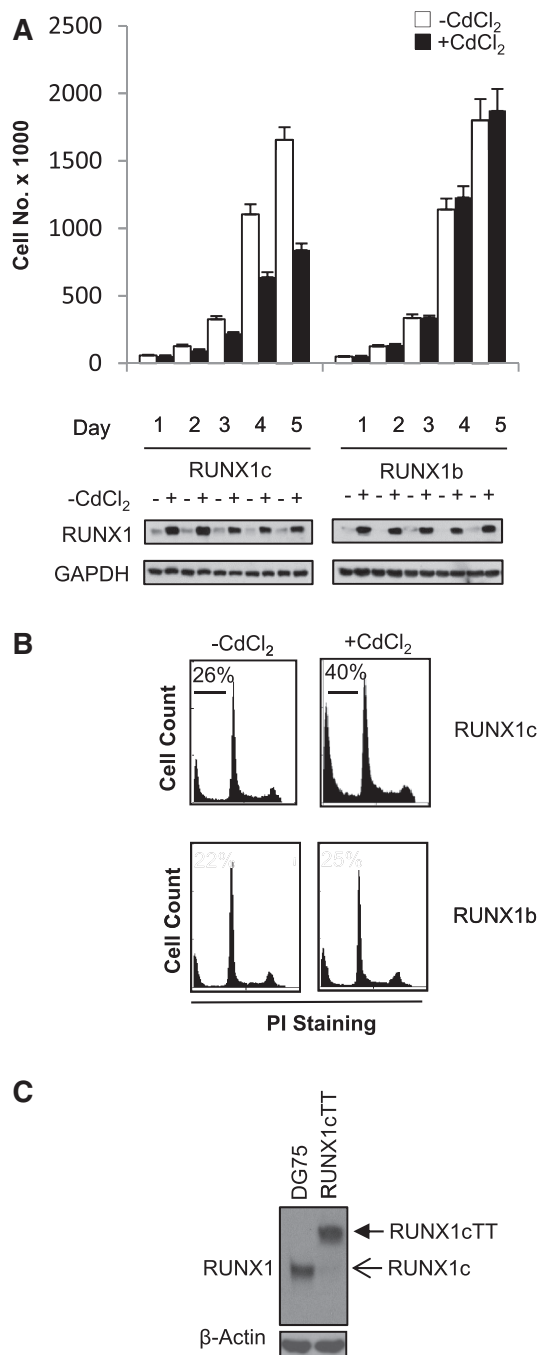 A
2500
2000
1500
1000
500
0
Cell No. x 1000
-CdCl₂
+CdCl₂
Day 1 2 3 4 5 1 2 3 4 5
RUNX1c RUNX1b
-CdCl₂ - + - + - + - + - + - + - + - + - + - +
RUNX1
GAPDH
B
-CdCl₂ +CdCl₂
26% 40%
Cell Count
RUNX1c
22% 25%
Cell Count
RUNX1b
PI Staining
C
DG75 RUNX1cTT
RUNX1cTT
RUNX1 RUNX1c
β-Actin